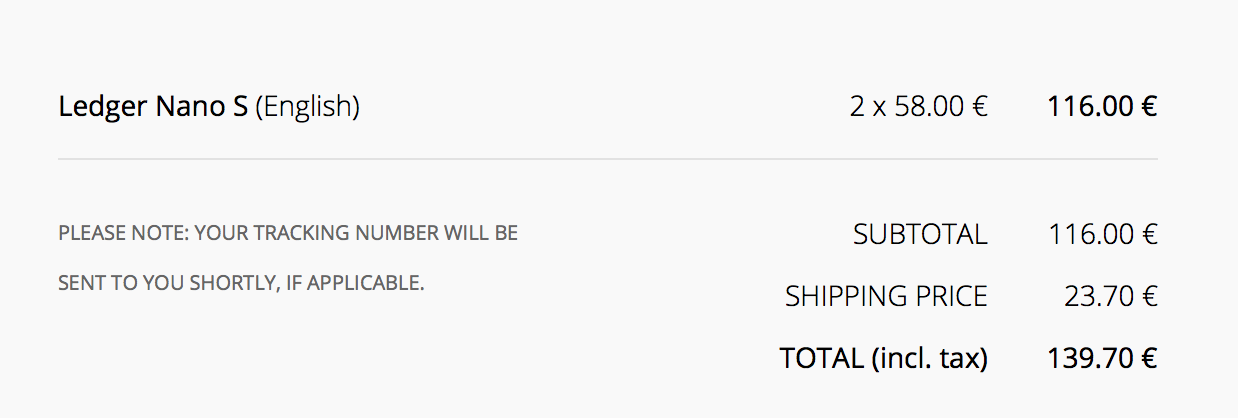 Ledger Nano S (English) 2 x 58.00 € 116.00 €
PLEASE NOTE: YOUR TRACKING NUMBER WILL BE
SENT TO YOU SHORTLY, IF APPLICABLE.
SUBTOTAL 116.00 €
SHIPPING PRICE 23.70 €
TOTAL (incl. tax) 139.70 €